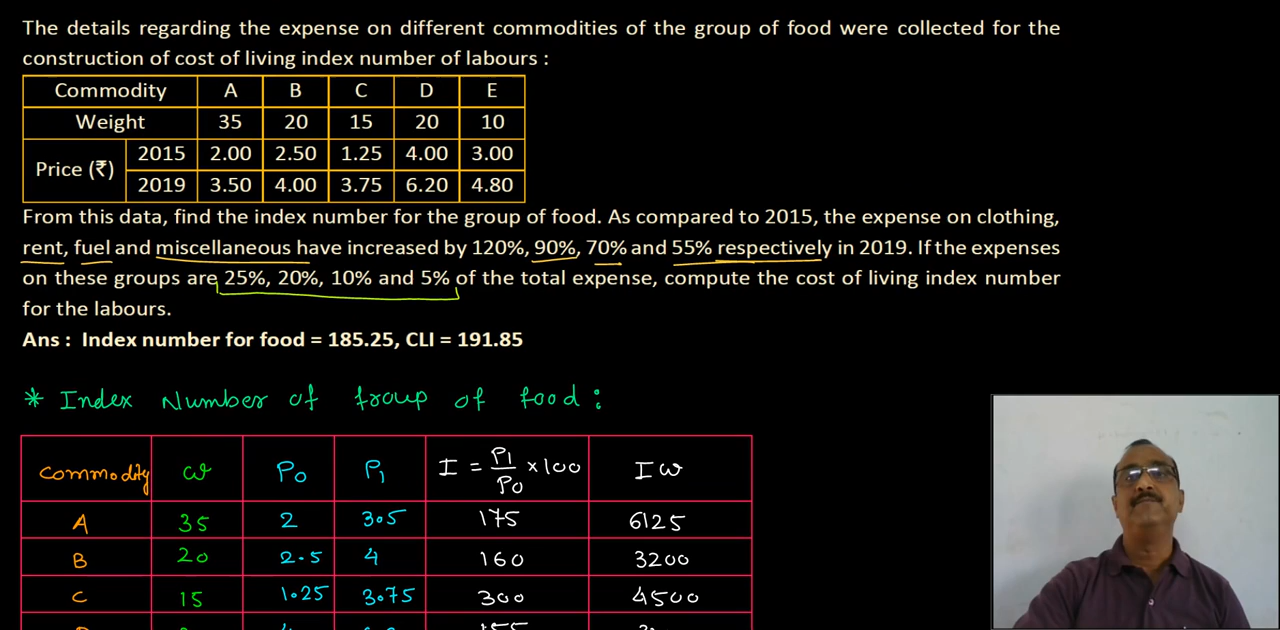 The details regarding the expense on different commodities of the group of food were collected for the
construction of cost of living index number of labours :
Commodity A B C D E
Weight 35 20 15 20 10
Price (₹) 2015 2.00 2.50 1.25 4.00 3.00
2019 3.50 4.00 3.75 6.20 4.80
From this data, find the index number for the group of food. As compared to 2015, the expense on clothing,
rent, fuel and miscellaneous have increased by 120%, 90%, 70% and 55% respectively in 2019. If the expenses
on these groups are 25%, 20%, 10% and 5% of the total expense, compute the cost of living index number
for the labours.
Ans : Index number for food = 185.25, CLI = 191.85
* Index Number of Group of food :
Commodity w P0 P1 I = P1/P0 × 100 Iw
A 35 2 3.5 175 6125
B 20 2.5 4 160 3200
C 15 1.25 3.75 300 4500